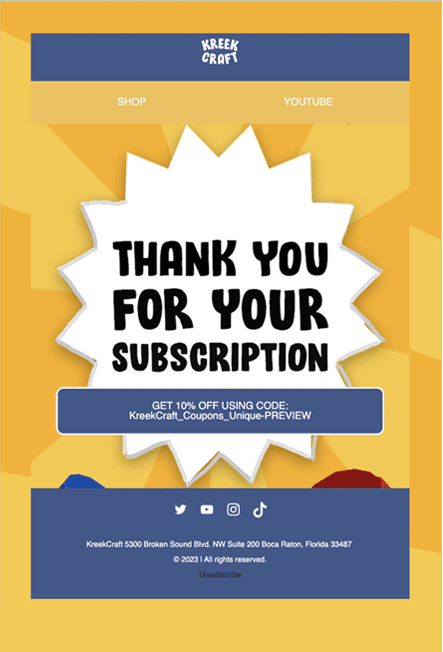 KREEK
CRAFT
SHOP YOUTUBE
THANK YOU
FOR YOUR
SUBSCRIPTION
GET 10% OFF USING CODE:
KreekCraft_Coupons_Unique-PREVIEW
KreekCraft 5300 Broken Sound Blvd. NW Suite 200 Boca Raton, Florida 33487
© 2023 I All rights reserved.
Unsubscribe